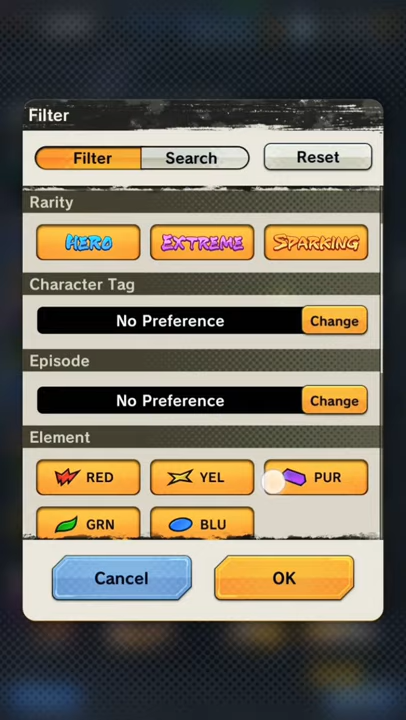 Filter
Filter Search Reset
Rarity
HERO EXTREME SPARKING
Character Tag
No Preference Change
Episode
No Preference Change
Element
RED YEL PUR
GRN BLU
Cancel OK